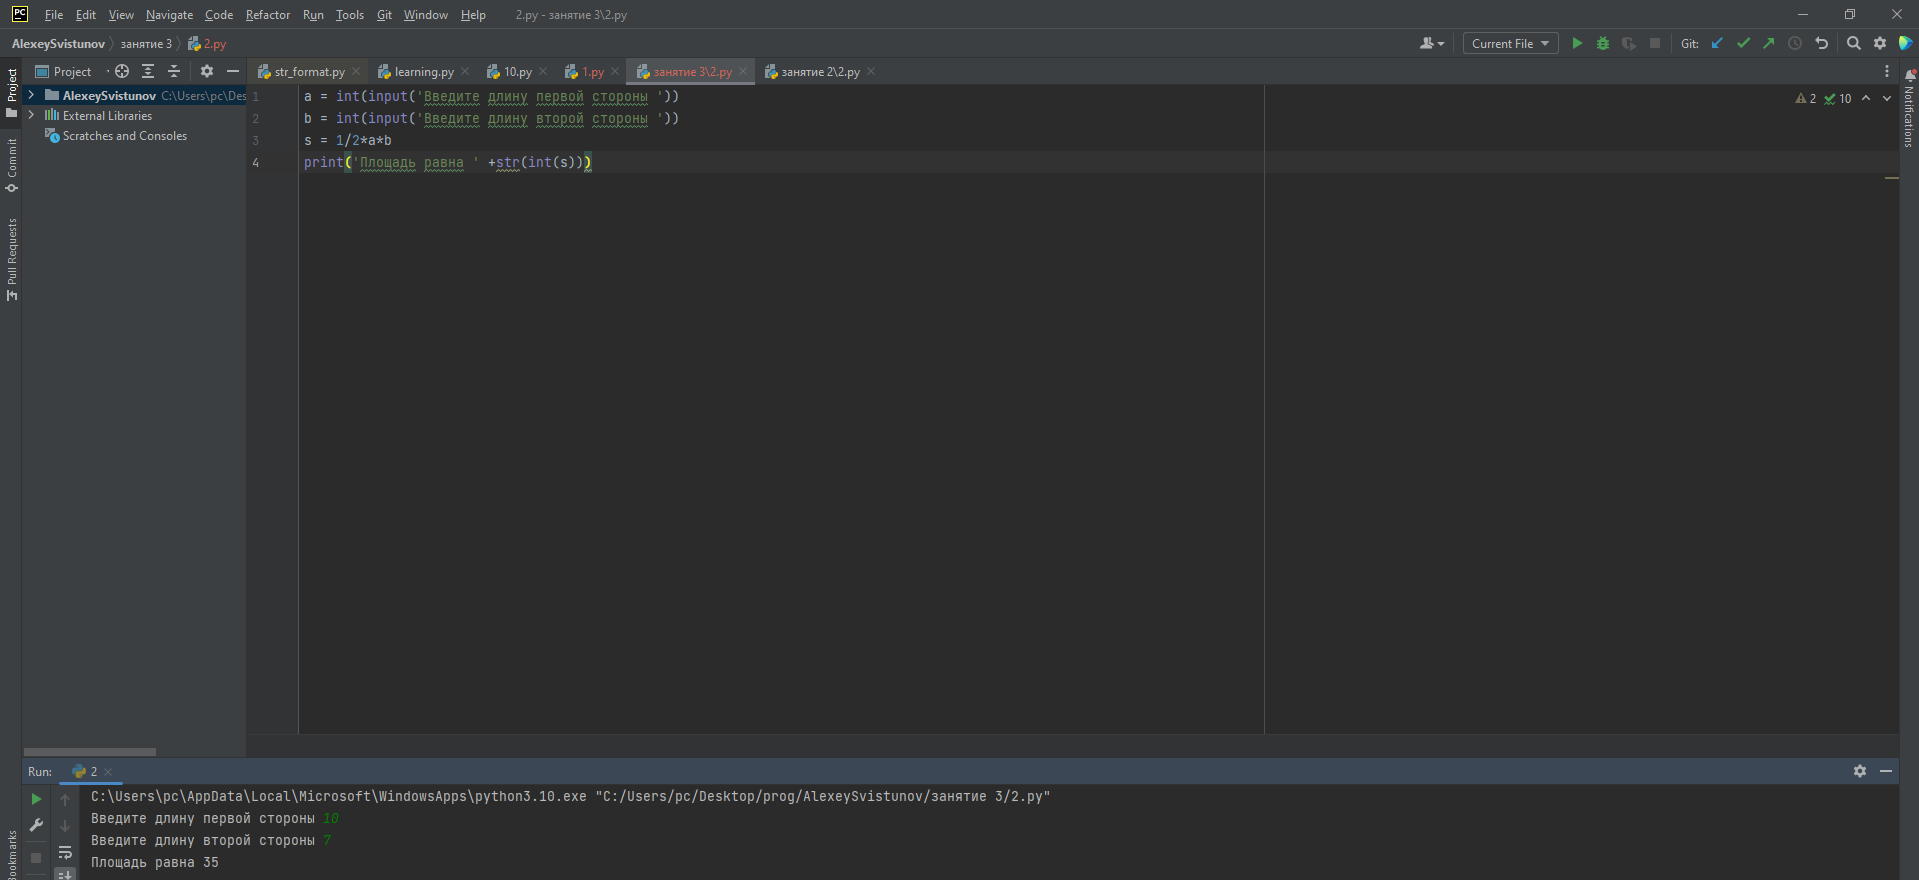 PC File Edit View Navigate Code Refactor Run Tools Git Window Help 2.py - занятие 3\2.py
AlexeySvistunov занятие 3 2.py Current File Git:
Project str_format.py learning.py 10.py 1.py занятие 3\2.py занятие 2\2.py
Project
AlexeySvistunov C:\Users\pc\Des
External Libraries
Scratches and Consoles
Commit
Pull Requests
Bookmarks
1 a = int(input('Введите длину первой стороны '))
2 b = int(input('Введите длину второй стороны '))
3 s = 1/2*a*b
4 print('Площадь равна ' +str(int(s)))
2 10
Notifications
Run: 2
C:\Users\pc\AppData\Local\Microsoft\WindowsApps\python3.10.exe "C:/Users/pc/Desktop/prog/AlexeySvistunov/занятие 3/2.py"
Введите длину первой стороны 10
Введите длину второй стороны 7
Площадь равна 35